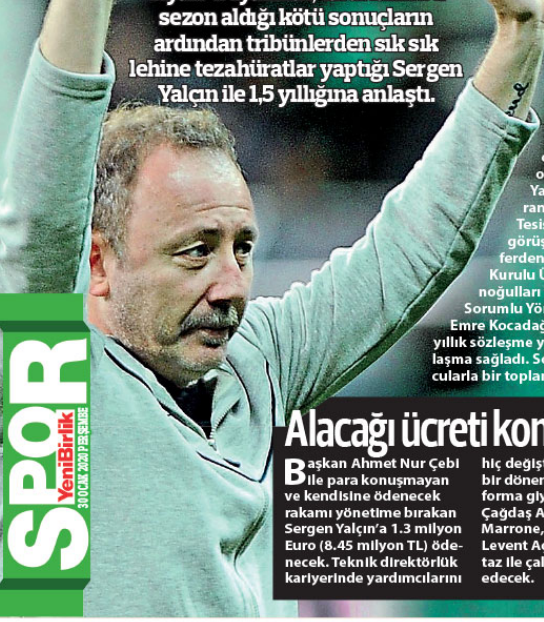 sezon aldığı kötü sonuçların
ardından tribünlerden sık sık
lehine tezahüratlar yaptığı Sergen
Yalçın ile 1,5 yıllığına anlaştı.
Ya
ran
Tesis
görüş
ferden
Kurulu Ü
noğulları
Sorumlu Yö
Emre Kocadağ
yıllık sözleşme y
laşma sağladı. Se
cularla bir toplan
SPOR
YeniBirlik
30 OCAK 2020 PERŞEMBE
Alacağı ücreti kon
Başkan Ahmet Nur Çebi
ile para konuşmayan
ve kendisine ödenecek
rakamı yönetime bırakan
Sergen Yalçın'a 1.3 milyon
Euro (8.45 milyon TL) öde-
necek. Teknik direktörlük
kariyerinde yardımcılarını
hiç değişt
bir dönem
forma giy
Çağdaş A
Marrone,
Levent Aç
taz ile çal
edecek.